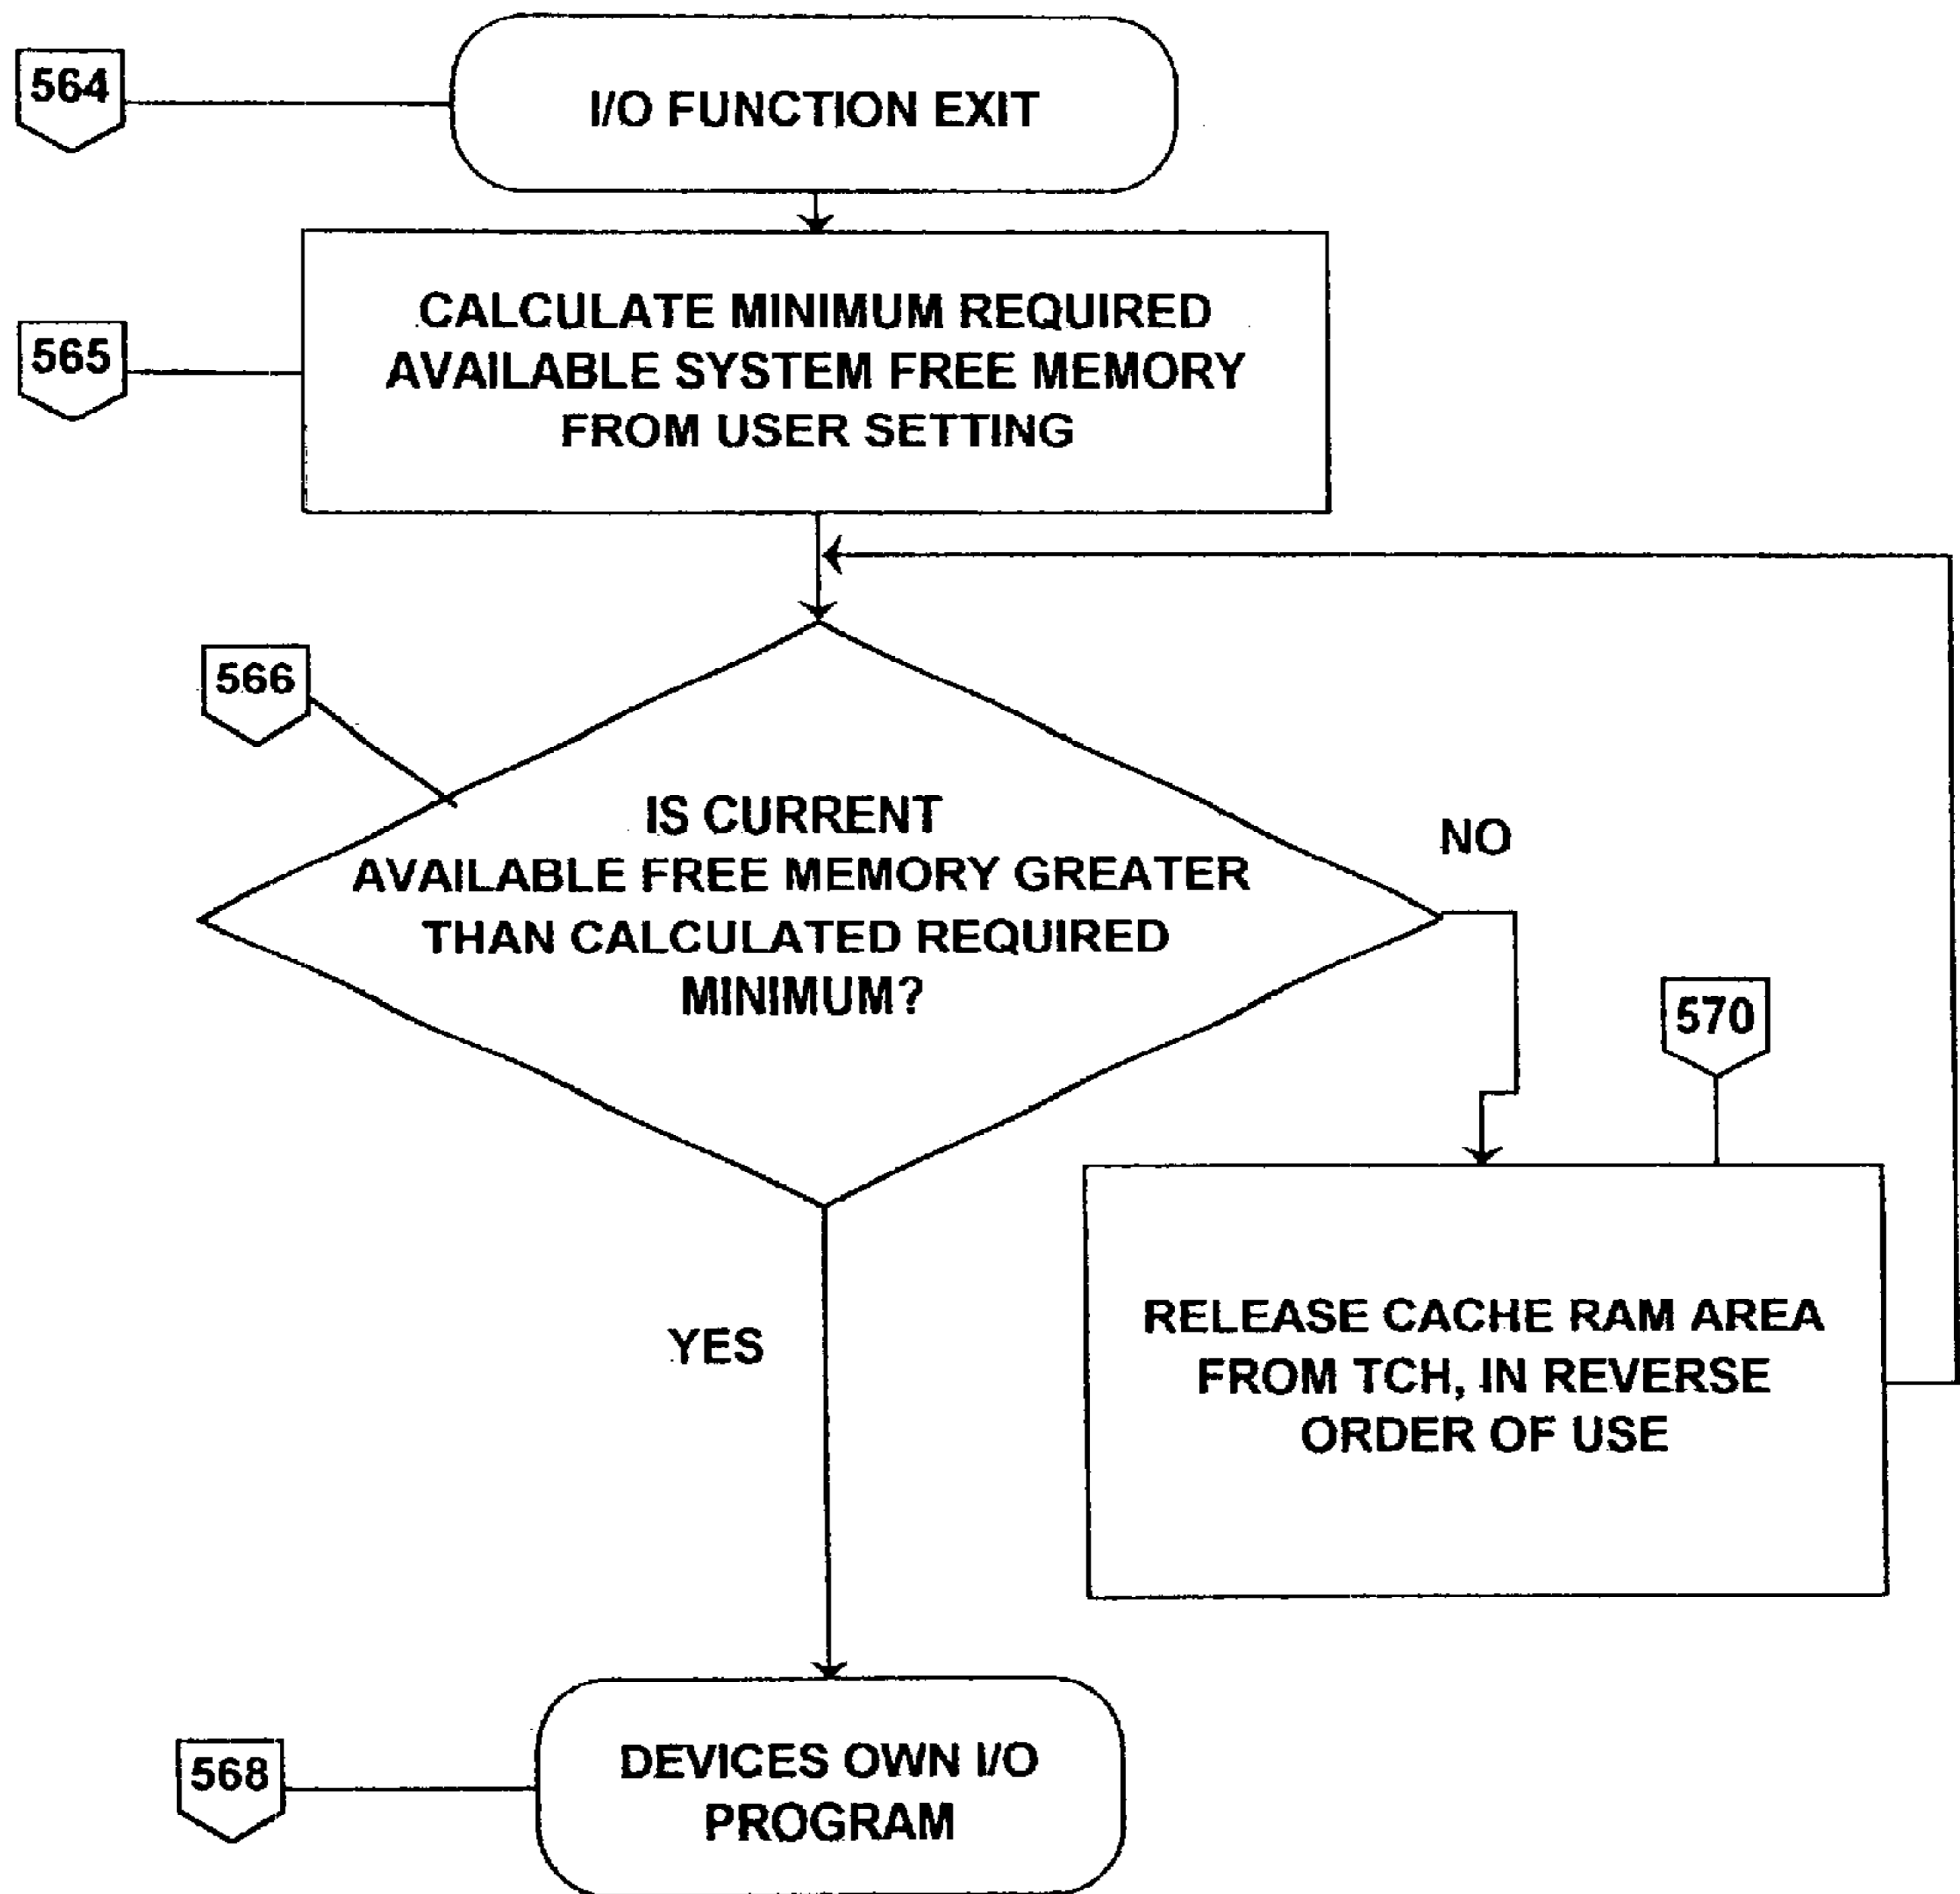 564
I/O FUNCTION EXIT
565
CALCULATE MINIMUM REQUIRED
AVAILABLE SYSTEM FREE MEMORY
FROM USER SETTING
566
IS CURRENT
AVAILABLE FREE MEMORY GREATER
THAN CALCULATED REQUIRED
MINIMUM?
NO
570
RELEASE CACHE RAM AREA
FROM TCH, IN REVERSE
ORDER OF USE
YES
568
DEVICES OWN I/O
PROGRAM